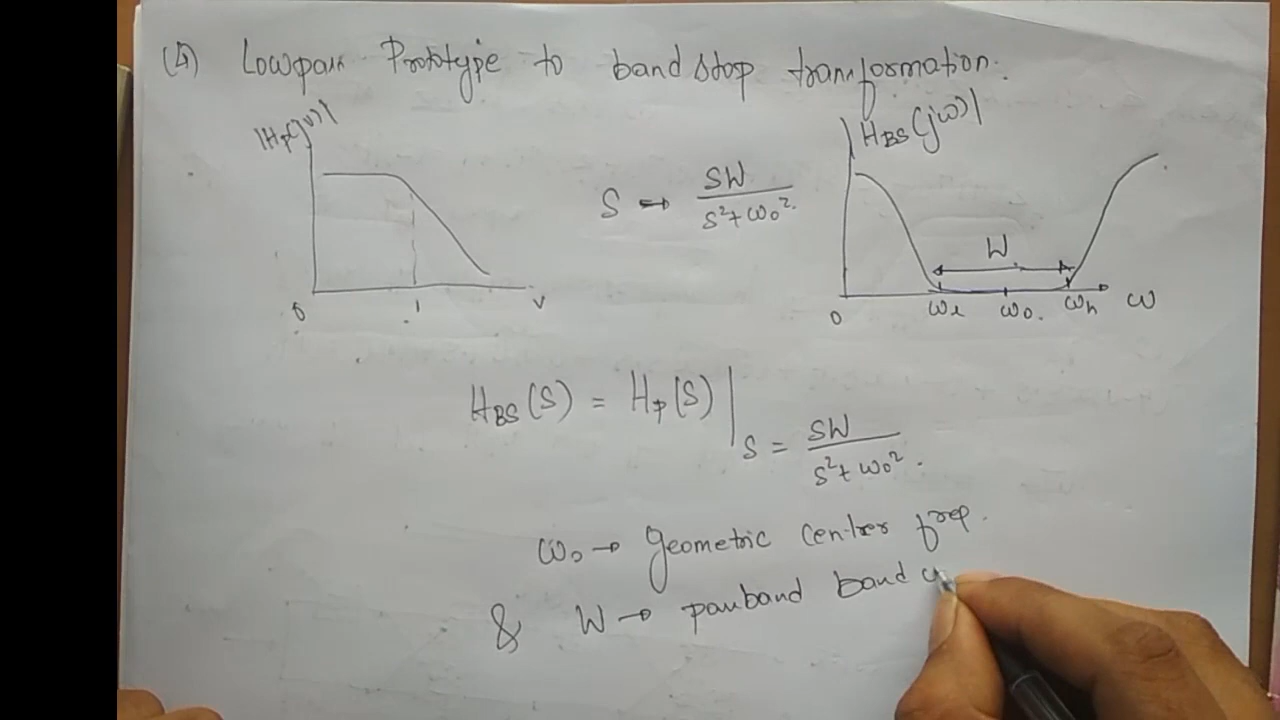 (4) Lowpass Prototype to band stop transformation.
|Hp(jν)|
0
1
ν
S → SW / S²+ω₀².
|HBS(jω)|
W
0
ωl
ω₀.
ωh
ω
HBS(S) = Hp(S)| S = SW / S²+ω₀².
ω₀ → geometric center freq.
& W → passband band